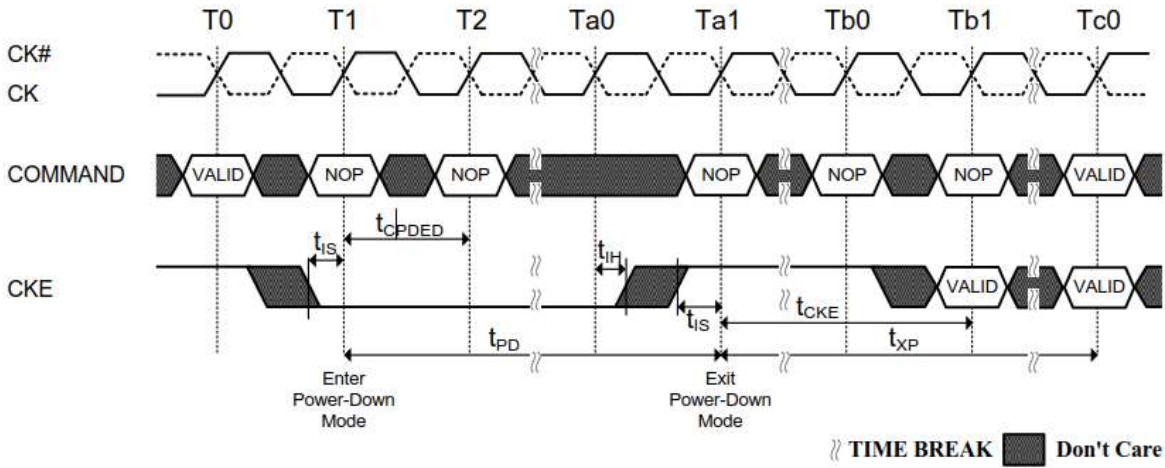 T0 T1 T2 Ta0 Ta1 Tb0 Tb1 Tc0
CK#
CK
COMMAND VALID NOP NOP NOP NOP NOP VALID
tCPDED
tIS
tIH
CKE VALID VALID
tIS
tCKE
tPD
tXP
Enter
Power-Down
Mode
Exit
Power-Down
Mode
TIME BREAK Don't Care